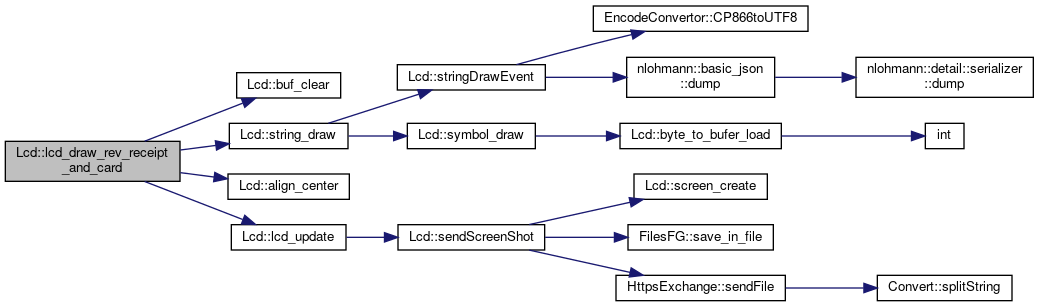 Lcd::lcd_draw_rev_receipt
_and_card
Lcd::buf_clear
Lcd::string_draw
Lcd::align_center
Lcd::lcd_update
Lcd::stringDrawEvent
Lcd::symbol_draw
Lcd::sendScreenShot
EncodeConvertor::CP866toUTF8
nlohmann::basic_json
::dump
Lcd::byte_to_bufer_load
Lcd::screen_create
FilesFG::save_in_file
HttpsExchange::sendFile
nlohmann::detail::serializer
::dump
int
Convert::splitString